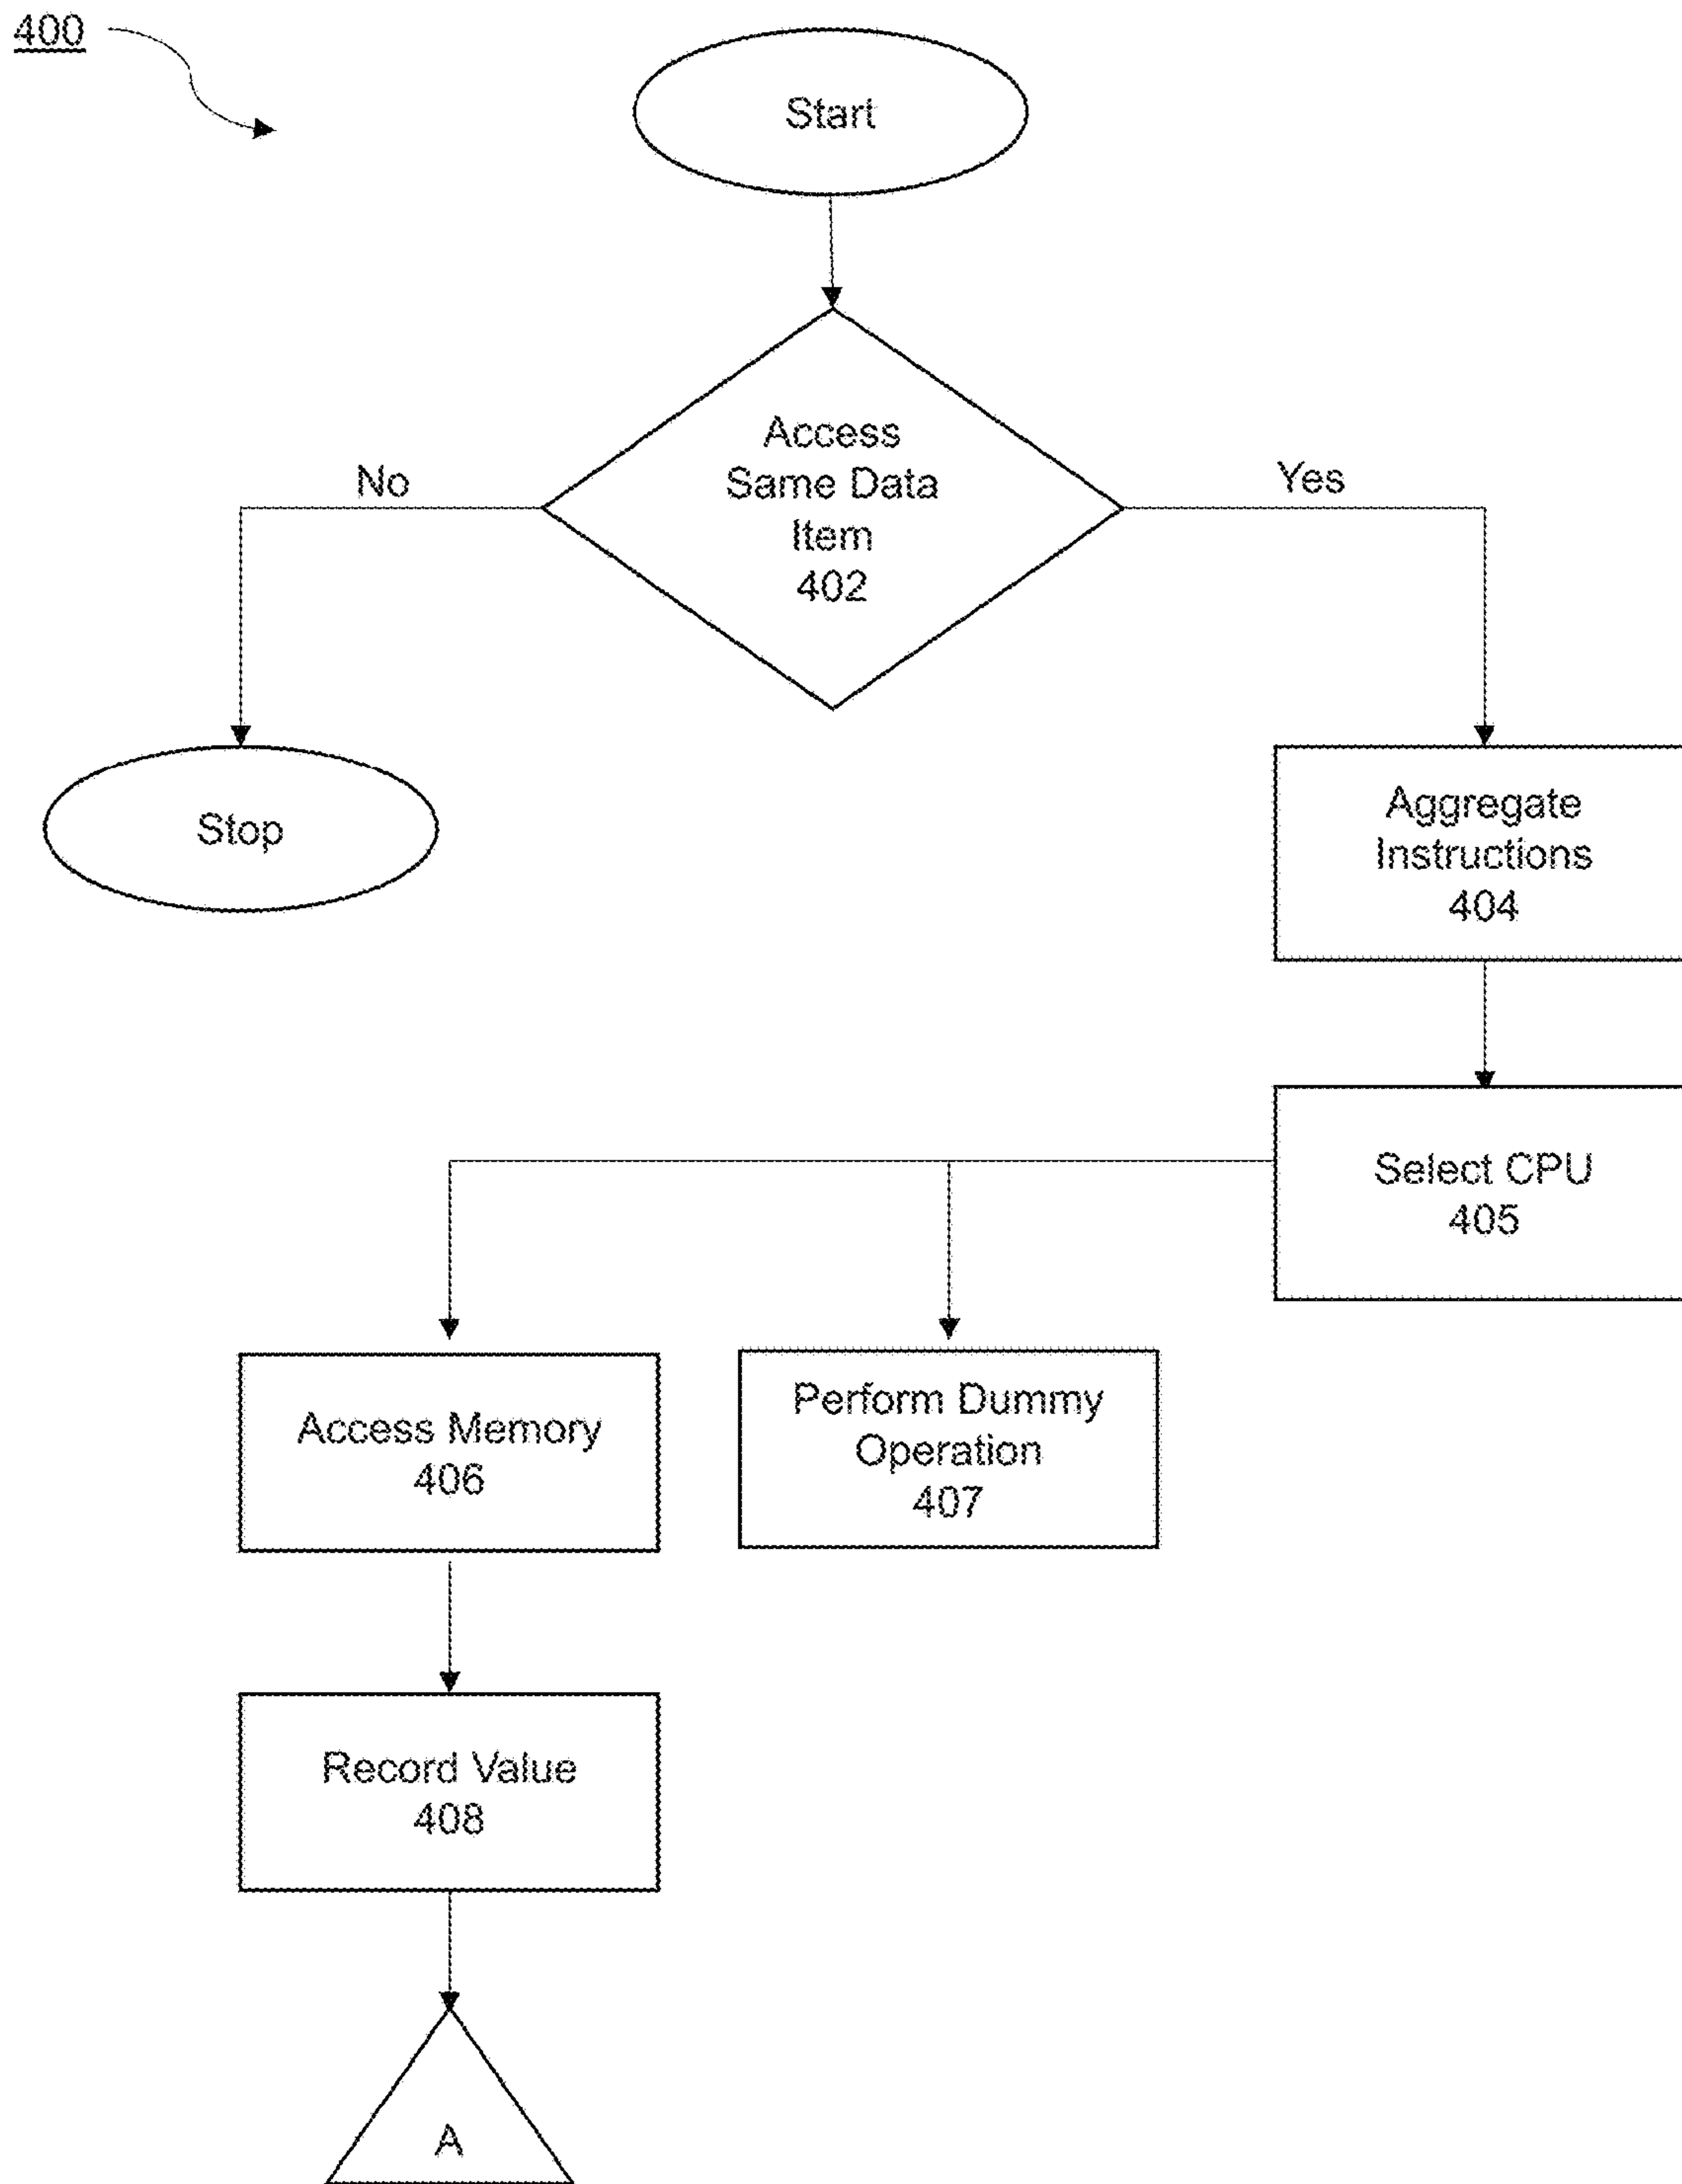 400
Start
Access
Same Data
Item
402
No
Yes
Stop
Aggregate
Instructions
404
Select CPU
405
Access Memory
406
Perform Dummy
Operation
407
Record Value
408
A